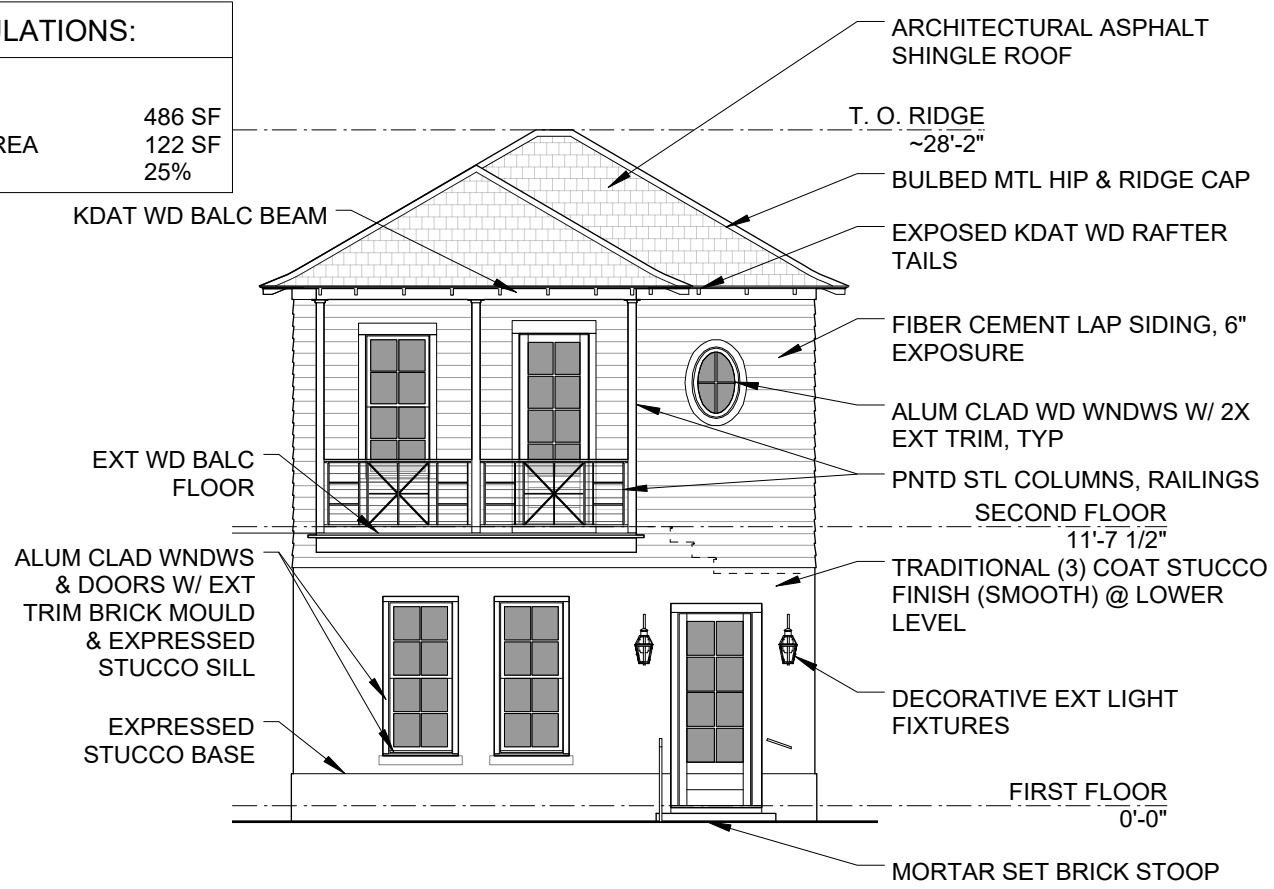 ULATIONS:
486 SF
REA 122 SF
25%
ARCHITECTURAL ASPHALT
SHINGLE ROOF
T. O. RIDGE
~28'-2"
BULBED MTL HIP & RIDGE CAP
KDAT WD BALC BEAM
EXPOSED KDAT WD RAFTER
TAILS
FIBER CEMENT LAP SIDING, 6"
EXPOSURE
ALUM CLAD WD WNDWS W/ 2X
EXT TRIM, TYP
EXT WD BALC
FLOOR
PNTD STL COLUMNS, RAILINGS
SECOND FLOOR
11'-7 1/2"
ALUM CLAD WNDWS
& DOORS W/ EXT
TRIM BRICK MOULD
& EXPRESSED
STUCCO SILL
TRADITIONAL (3) COAT STUCCO
FINISH (SMOOTH) @ LOWER
LEVEL
DECORATIVE EXT LIGHT
FIXTURES
EXPRESSED
STUCCO BASE
FIRST FLOOR
0'-0"
MORTAR SET BRICK STOOP